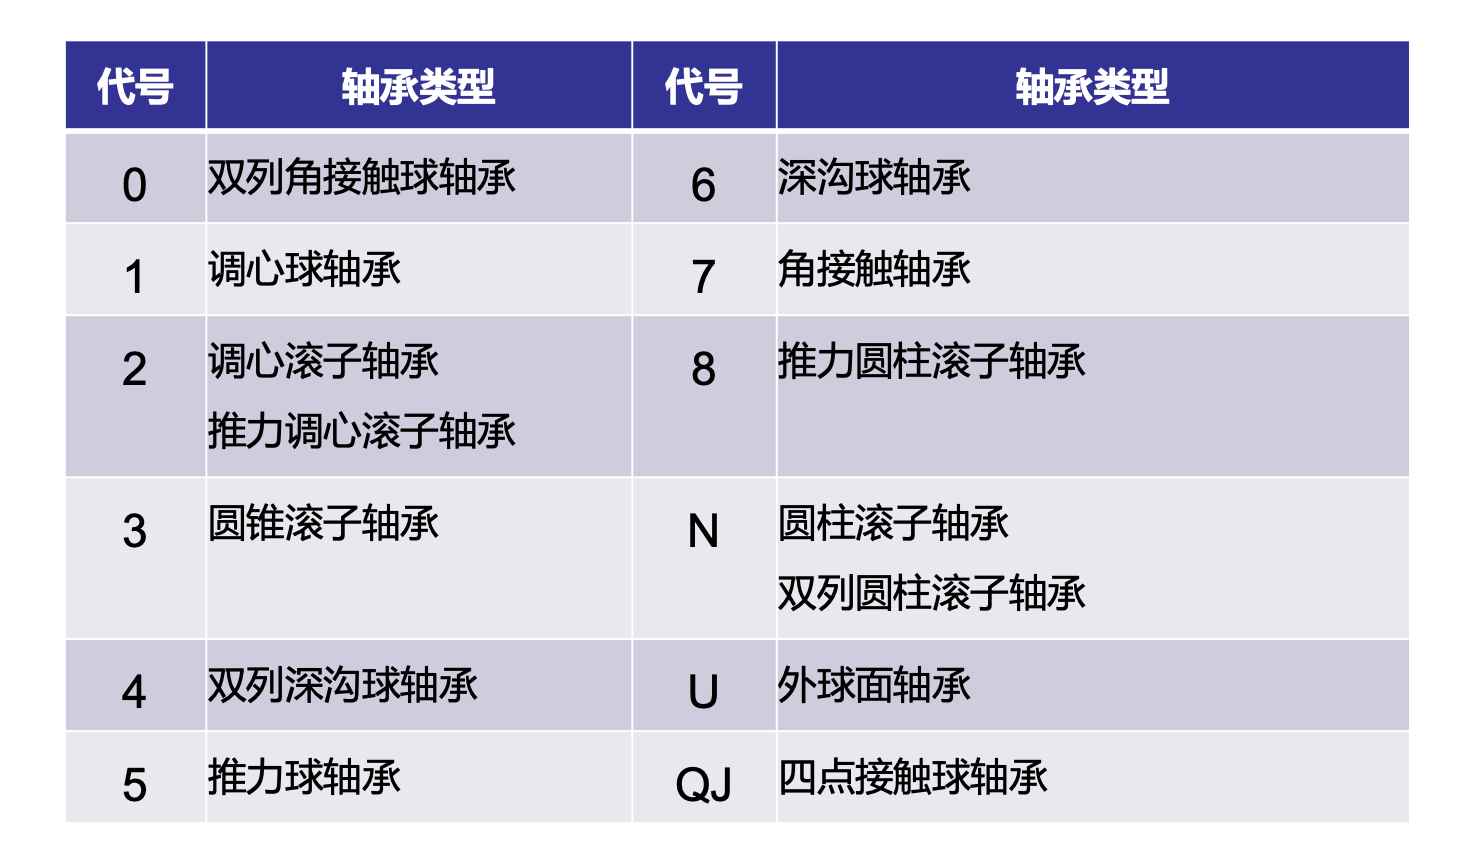 代号 轴承类型 代号 轴承类型
0 双列角接触球轴承 6 深沟球轴承
1 调心球轴承 7 角接触轴承
2 调心滚子轴承 8 推力圆柱滚子轴承
推力调心滚子轴承
3 圆锥滚子轴承 N 圆柱滚子轴承
双列圆柱滚子轴承
4 双列深沟球轴承 U 外球面轴承
5 推力球轴承 QJ 四点接触球轴承